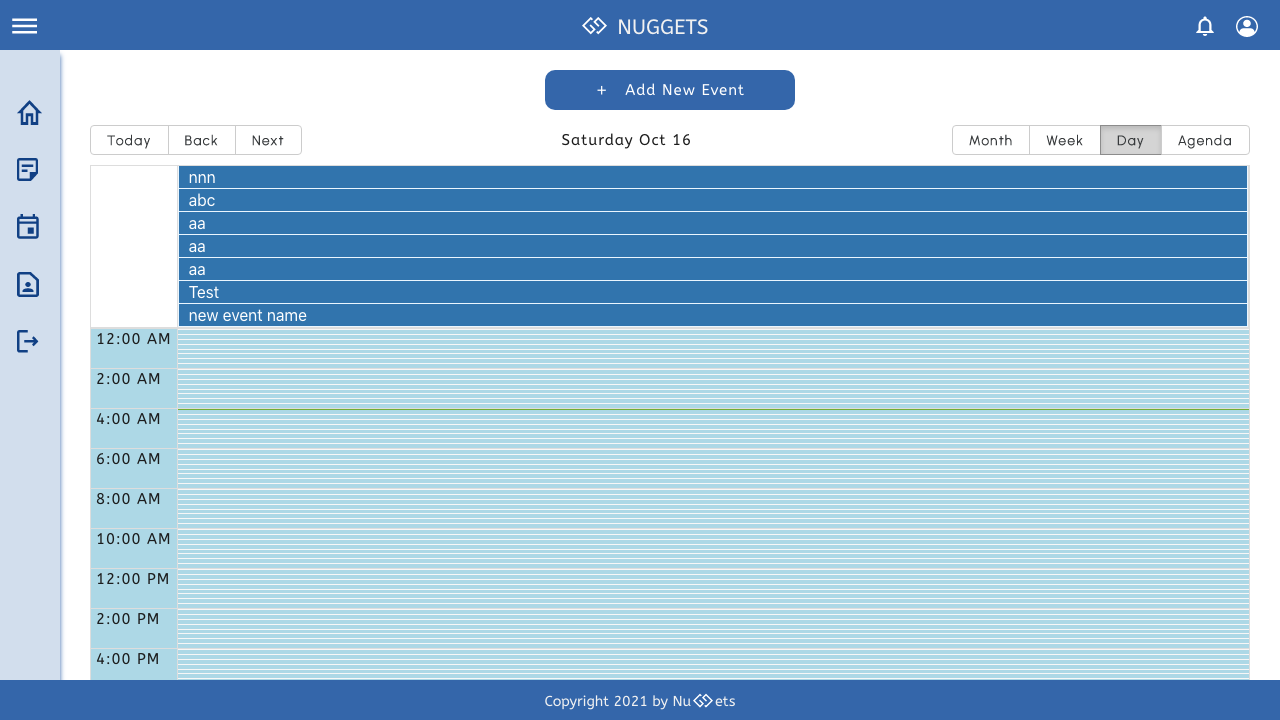 NUGGETS
+ Add New Event
Today Back Next Saturday Oct 16 Month Week Day Agenda
nnn
abc
aa
aa
aa
Test
new event name
12:00 AM
2:00 AM
4:00 AM
6:00 AM
8:00 AM
10:00 AM
12:00 PM
2:00 PM
4:00 PM
Copyright 2021 by Nu ets